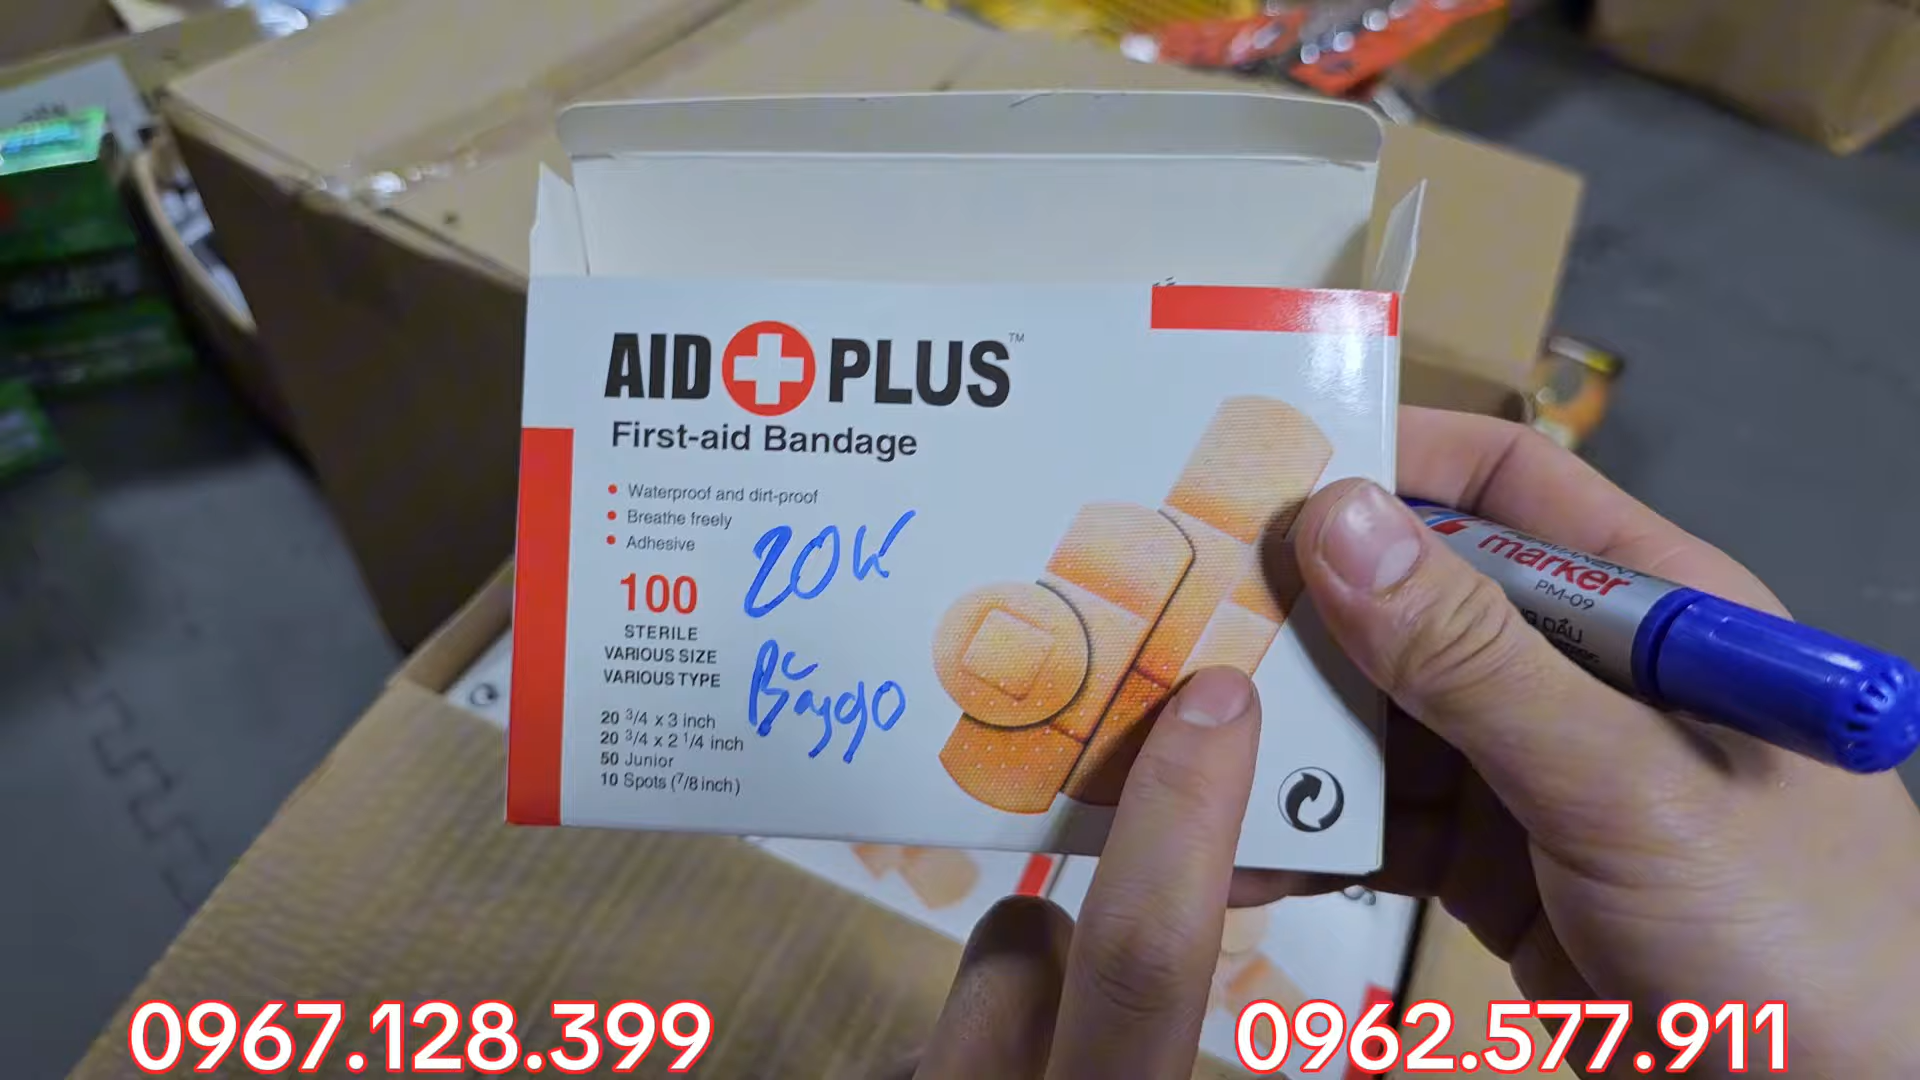 AID PLUS™
First-aid Bandage
Waterproof and dirt-proof
Breathe freely
Adhesive
20K
100
STERILE
VARIOUS SIZE
VARIOUS TYPE
20 3/4 x 3 inch
20 3/4 x 2 1/4 inch
50 Junior
10 Spots (7/8 inch)
PERMANENT
marker
PM-09
DẦU
0967.128.399
0962.577.911